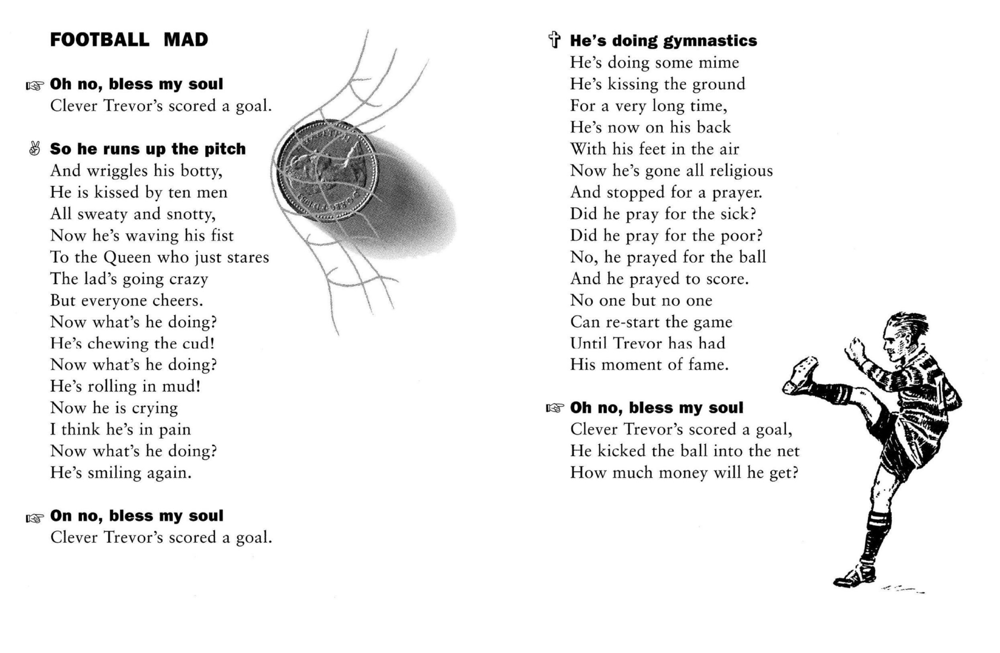 FOOTBALL MAD
Oh no, bless my soul
Clever Trevor's scored a goal.
So he runs up the pitch
And wriggles his botty,
He is kissed by ten men
All sweaty and snotty,
Now he's waving his fist
To the Queen who just stares
The lad's going crazy
But everyone cheers.
Now what's he doing?
He's chewing the cud!
Now what's he doing?
He's rolling in mud!
Now he is crying
I think he's in pain
Now what's he doing?
He's smiling again.
On no, bless my soul
Clever Trevor's scored a goal.
He's doing gymnastics
He's doing some mime
He's kissing the ground
For a very long time,
He's now on his back
With his feet in the air
Now he's gone all religious
And stopped for a prayer.
Did he pray for the sick?
Did he pray for the poor?
No, he prayed for the ball
And he prayed to score.
No one but no one
Can re-start the game
Until Trevor has had
His moment of fame.
Oh no, bless my soul
Clever Trevor's scored a goal,
He kicked the ball into the net
How much money will he get?